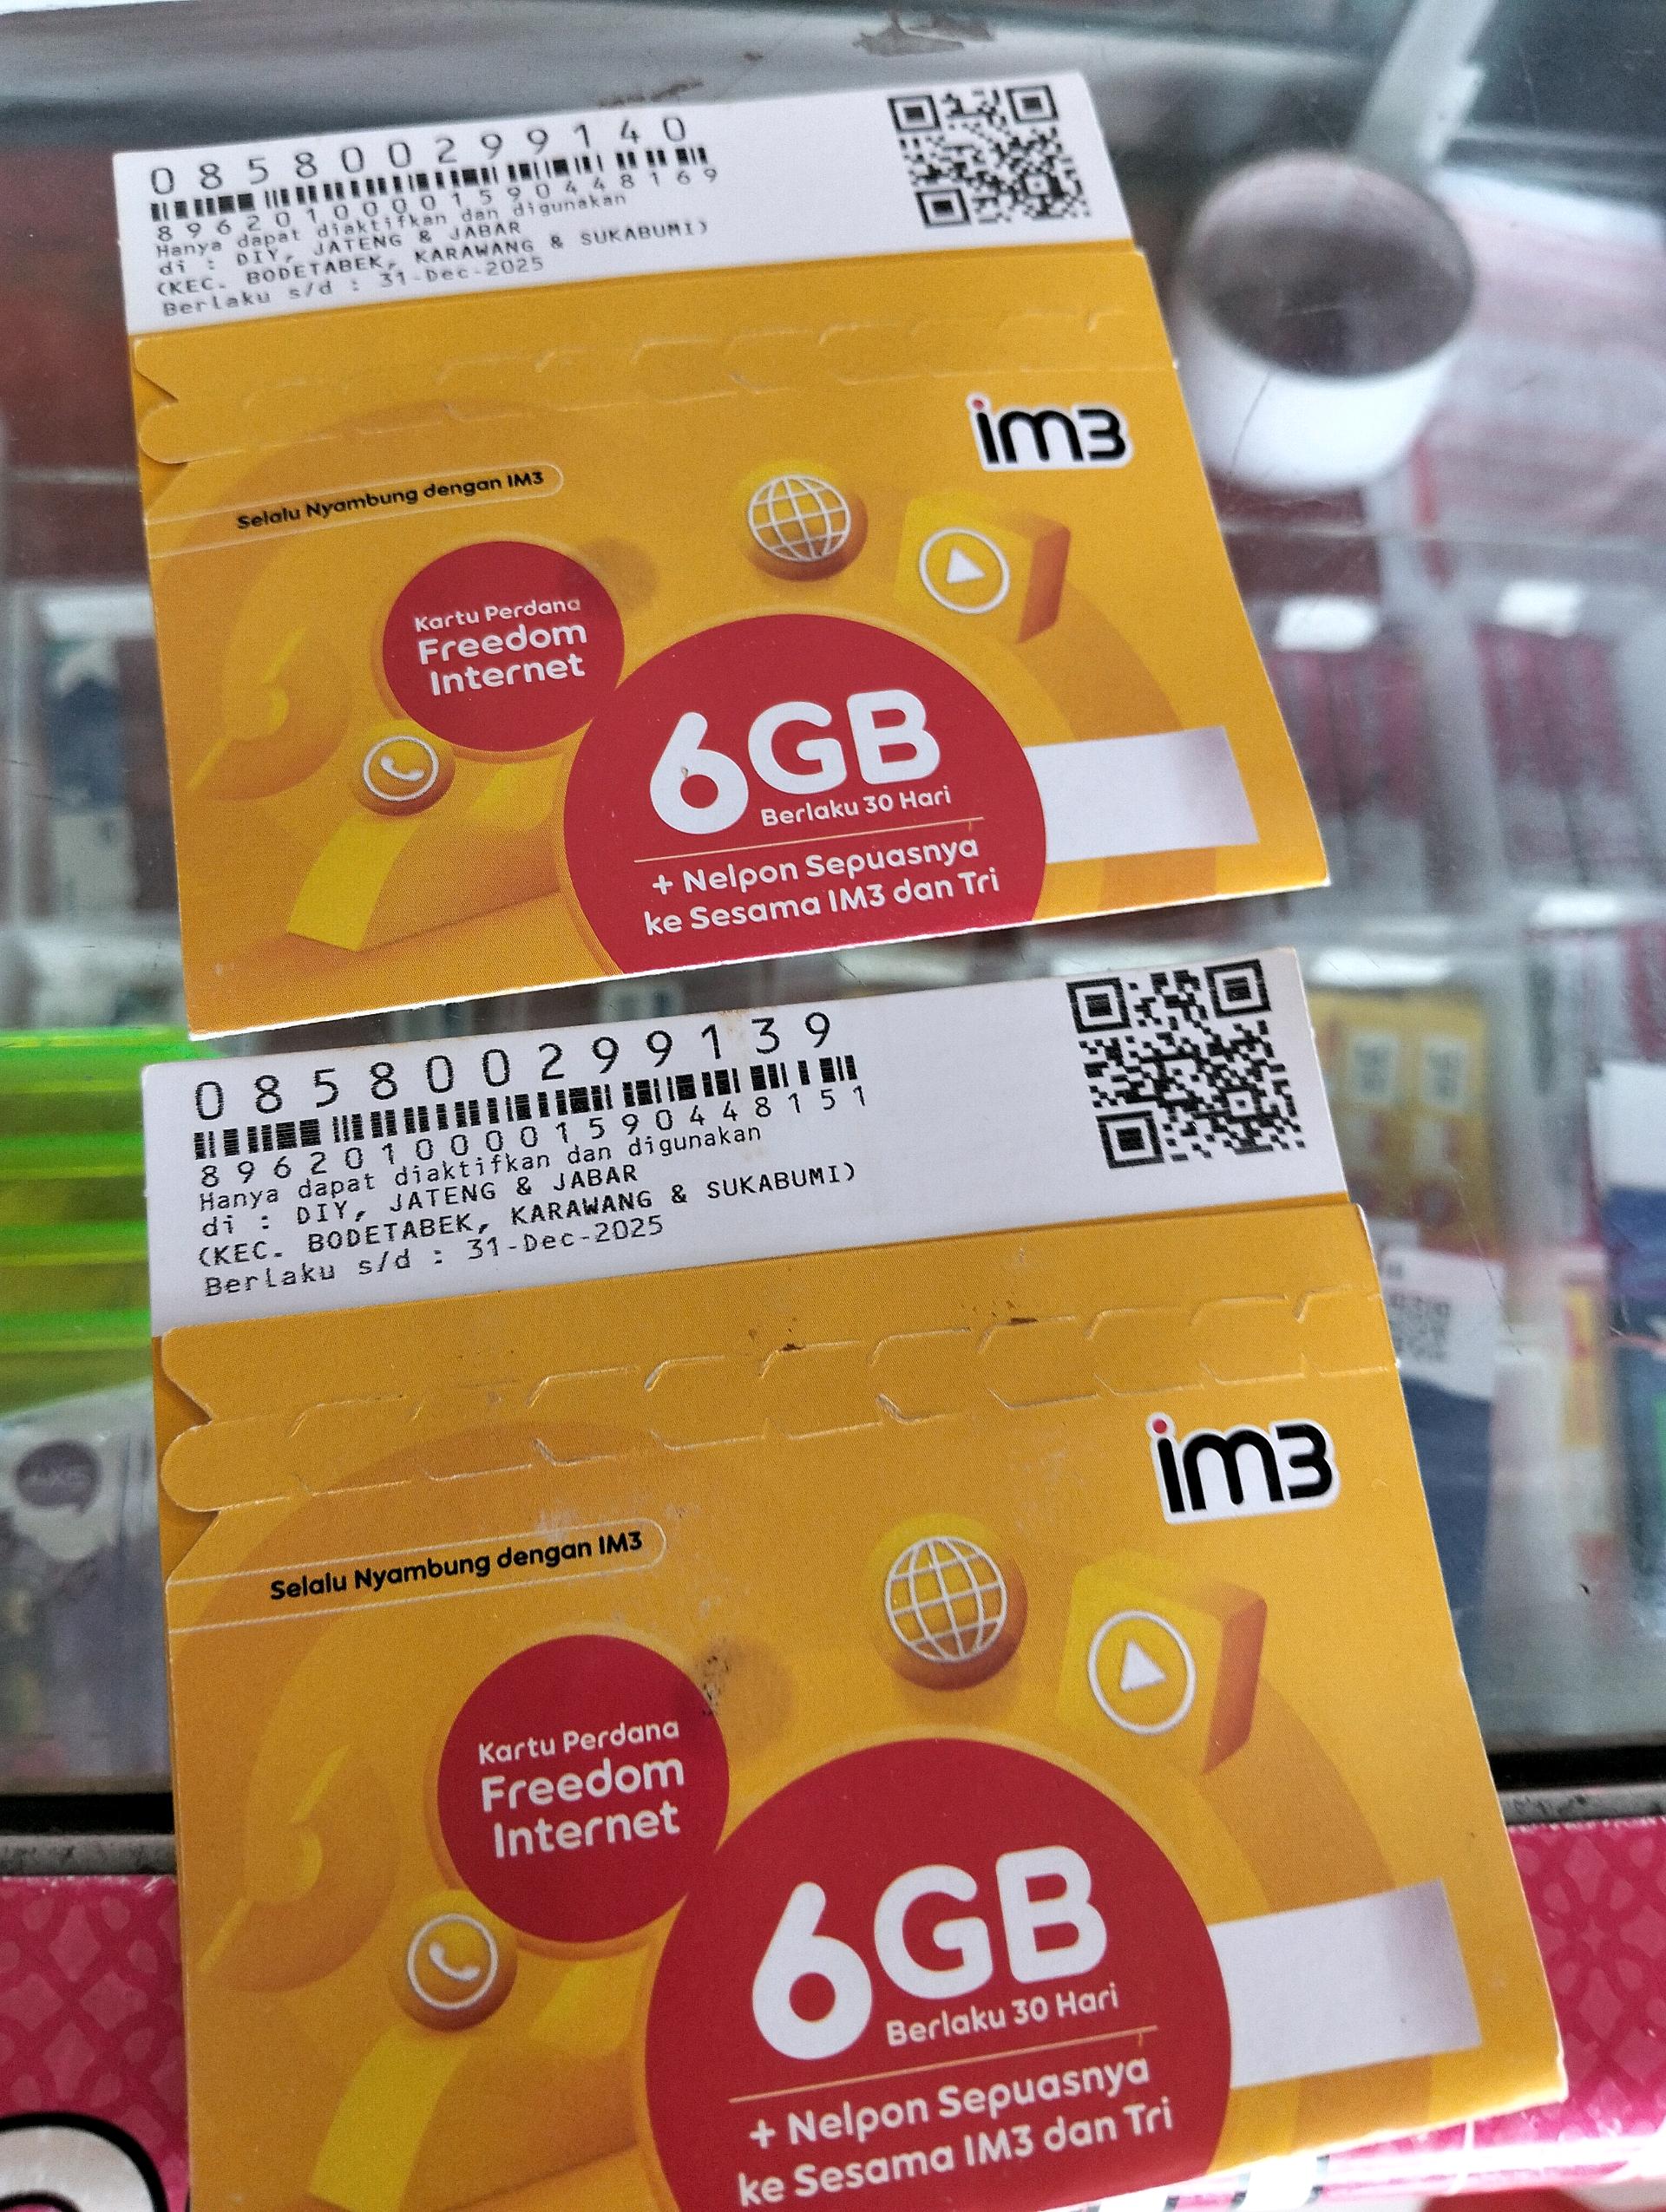 085800299140
89620100001590448169
Hanya dapat diaktifkan dan digunakan
di : DIY, JATENG & JABAR
(KEC. BODETABEK, KARAWANG & SUKABUMI)
Berlaku s/d : 31-Dec-2025
im3
Selalu Nyambung dengan IM3
Kartu Perdana
Freedom
Internet
6GB
Berlaku 30 Hari
+ Nelpon Sepuasnya
ke Sesama IM3 dan Tri
085800299139
89620100001590448151
Hanya dapat diaktifkan dan digunakan
di : DIY, JATENG & JABAR
(KEC. BODETABEK, KARAWANG & SUKABUMI)
Berlaku s/d : 31-Dec-2025
im3
Selalu Nyambung dengan IM3
Kartu Perdana
Freedom
Internet
6GB
Berlaku 30 Hari
+ Nelpon Sepuasnya
ke Sesama IM3 dan Tri